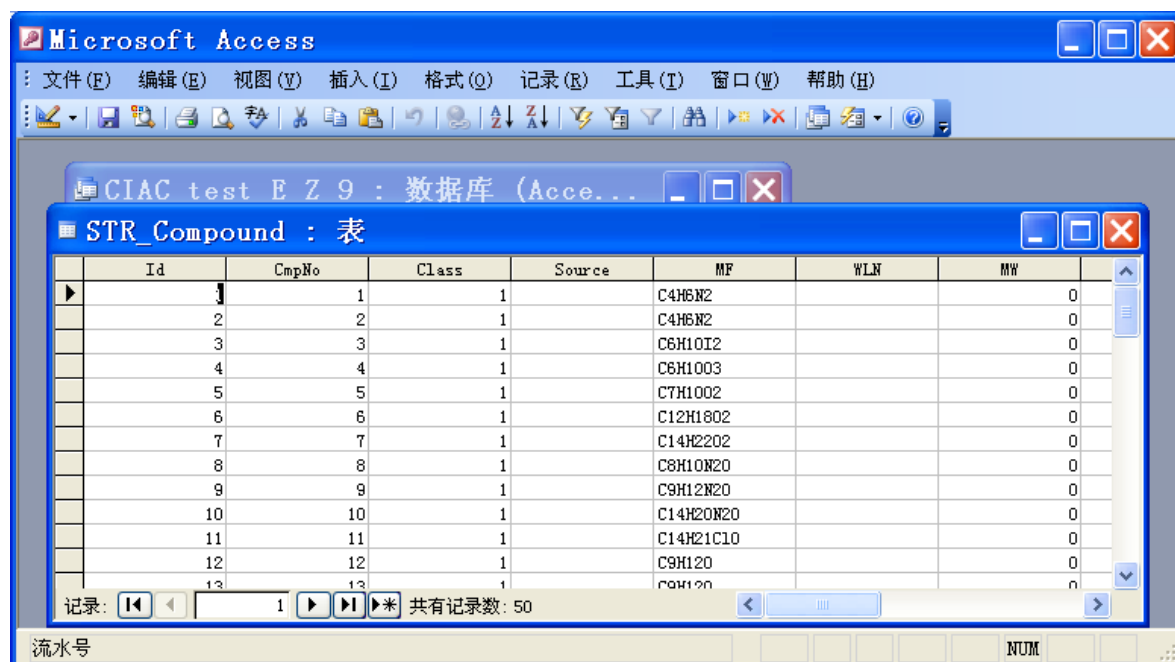 Microsoft Access
文件(F) 编辑(E) 视图(V) 插入(I) 格式(O) 记录(R) 工具(T) 窗口(W) 帮助(H)
CIAC test E Z 9 : 数据库 (Acce...
STR_Compound : 表
Id CmpNo Class Source MF WLN MW
1 1 1 C4H6N2 0
2 2 1 C4H6N2 0
3 3 1 C6H10I2 0
4 4 1 C6H10O3 0
5 5 1 C7H10O2 0
6 6 1 C12H18O2 0
7 7 1 C14H22O2 0
8 8 1 C8H10N2O 0
9 9 1 C9H12N2O 0
10 10 1 C14H20N2O 0
11 11 1 C14H21ClO 0
12 12 1 C9H12O 0
13 13 1 C9H12O 0
记录: 1 共有记录数: 50
流水号 NUM